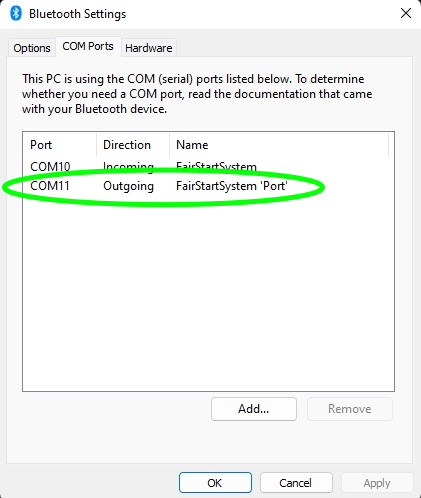 Bluetooth Settings
Options COM Ports Hardware
This PC is using the COM (serial) ports listed below. To determine
whether you need a COM port, read the documentation that came
with your Bluetooth device.
Port Direction Name
COM10 Incoming FairStartSystem
COM11 Outgoing FairStartSystem 'Port'
Add... Remove
OK Cancel Apply